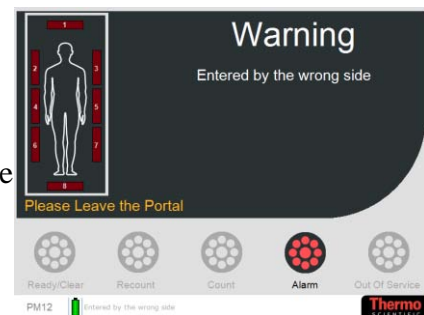 Warning
Entered by the wrong side
1
2 3
4 5
6 7
8
e
Please Leave the Portal
Ready/Clear Recount Count Alarm Out Of Service
PM12 Entered by the wrong side Thermo
SCIENTIFIC